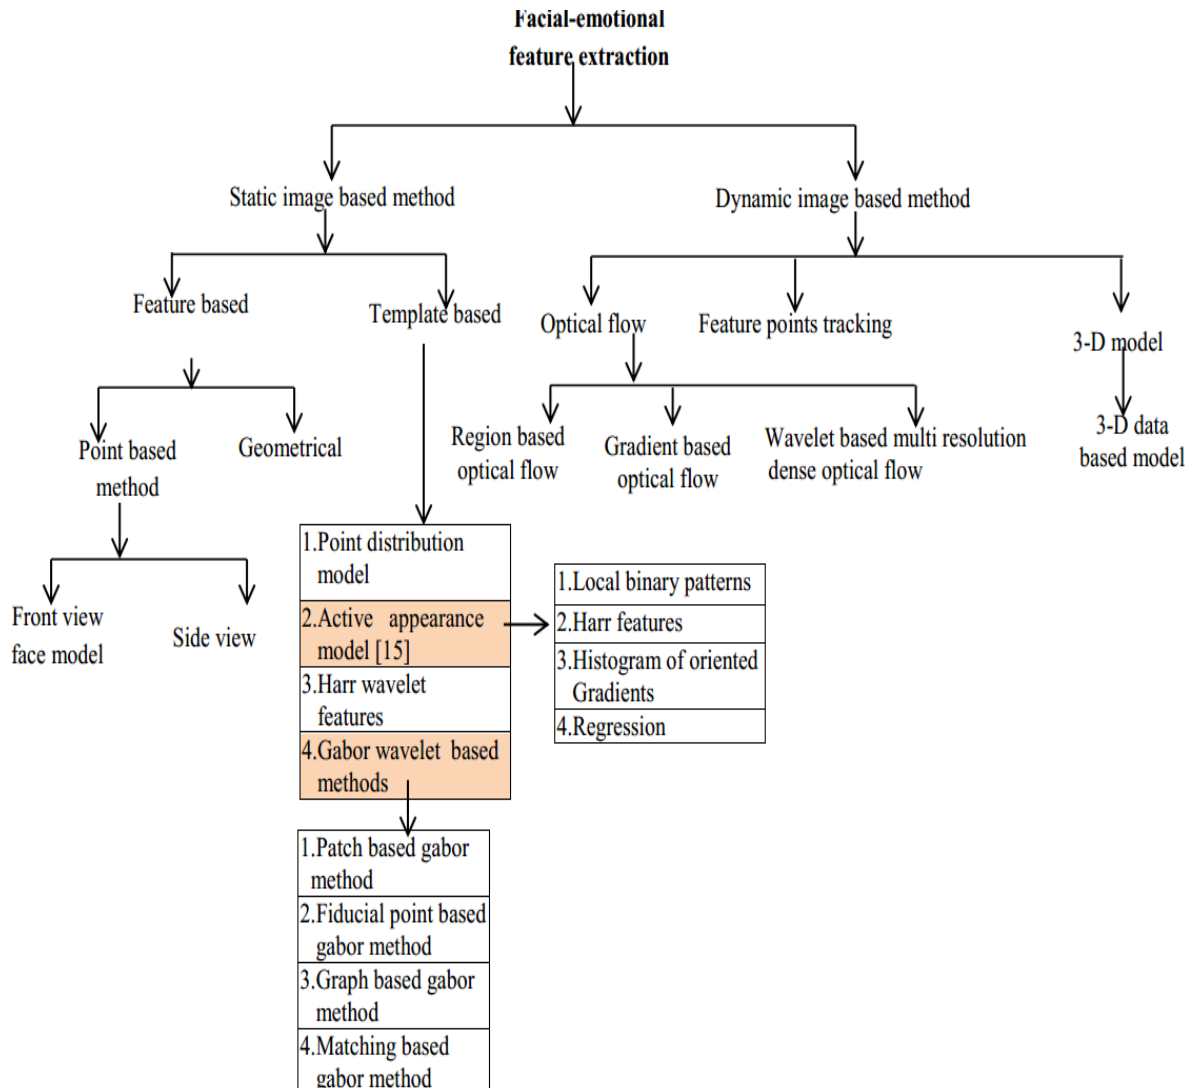 Facial-emotional
feature extraction
Static image based method
Dynamic image based method
Feature based
Template based
Optical flow
Feature points tracking
3-D model
Point based
method
Geometrical
Region based
optical flow
Gradient based
optical flow
Wavelet based multi resolution
dense optical flow
3-D data
based model
Front view
face model
Side view
1.Point distribution
model
2.Active appearance
model [15]
3.Harr wavelet
features
4.Gabor wavelet based
methods
1.Local binary patterns
2.Harr features
3.Histogram of oriented
Gradients
4.Regression
1.Patch based gabor
method
2.Fiducial point based
gabor method
3.Graph based gabor
method
4.Matching based
gabor method